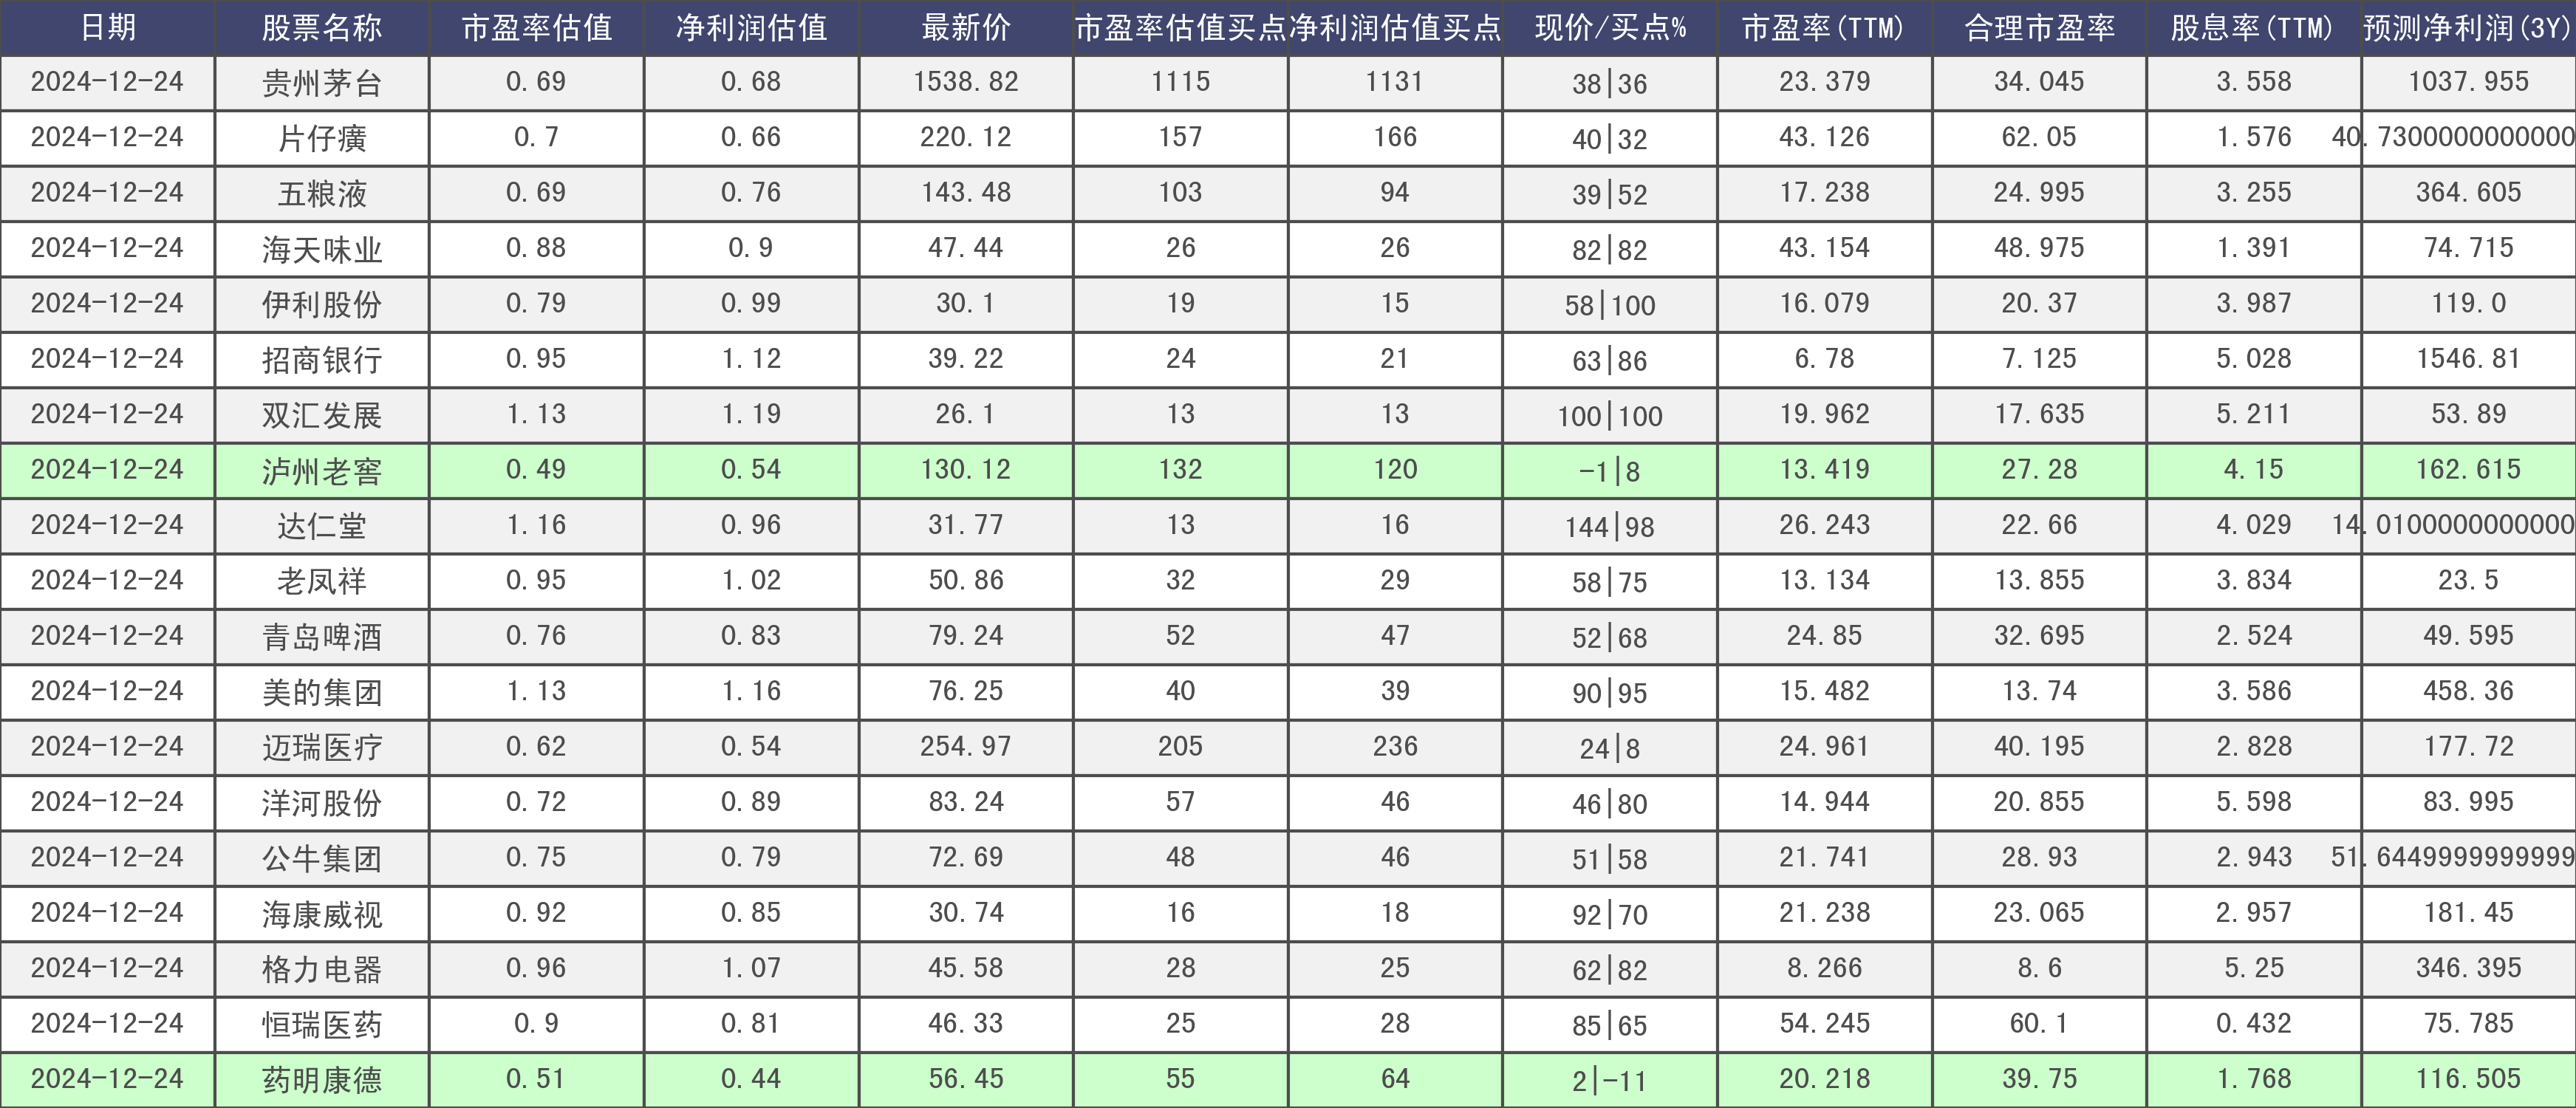 日期 股票名称 市盈率估值 净利润估值 最新价 市盈率估值买点 净利润估值买点 现价/买点% 市盈率(TTM) 合理市盈率 股息率(TTM) 预测净利润(3Y)
2024-12-24 贵州茅台 0.69 0.68 1538.82 1115 1131 38|36 23.379 34.045 3.558 1037.955
2024-12-24 片仔癀 0.7 0.66 220.12 157 166 40|32 43.126 62.05 1.576 40.7300000000000
2024-12-24 五粮液 0.69 0.76 143.48 103 94 39|52 17.238 24.995 3.255 364.605
2024-12-24 海天味业 0.88 0.9 47.44 26 26 82|82 43.154 48.975 1.391 74.715
2024-12-24 伊利股份 0.79 0.99 30.1 19 15 58|100 16.079 20.37 3.987 119.0
2024-12-24 招商银行 0.95 1.12 39.22 24 21 63|86 6.78 7.125 5.028 1546.81
2024-12-24 双汇发展 1.13 1.19 26.1 13 13 100|100 19.962 17.635 5.211 53.89
2024-12-24 泸州老窖 0.49 0.54 130.12 132 120 -1|8 13.419 27.28 4.15 162.615
2024-12-24 达仁堂 1.16 0.96 31.77 13 16 144|98 26.243 22.66 4.029 14.0100000000000
2024-12-24 老凤祥 0.95 1.02 50.86 32 29 58|75 13.134 13.855 3.834 23.5
2024-12-24 青岛啤酒 0.76 0.83 79.24 52 47 52|68 24.85 32.695 2.524 49.595
2024-12-24 美的集团 1.13 1.16 76.25 40 39 90|95 15.482 13.74 3.586 458.36
2024-12-24 迈瑞医疗 0.62 0.54 254.97 205 236 24|8 24.961 40.195 2.828 177.72
2024-12-24 洋河股份 0.72 0.89 83.24 57 46 46|80 14.944 20.855 5.598 83.995
2024-12-24 公牛集团 0.75 0.79 72.69 48 46 51|58 21.741 28.93 2.943 51.6449999999999
2024-12-24 海康威视 0.92 0.85 30.74 16 18 92|70 21.238 23.065 2.957 181.45
2024-12-24 格力电器 0.96 1.07 45.58 28 25 62|82 8.266 8.6 5.25 346.395
2024-12-24 恒瑞医药 0.9 0.81 46.33 25 28 85|65 54.245 60.1 0.432 75.785
2024-12-24 药明康德 0.51 0.44 56.45 55 64 2|-11 20.218 39.75 1.768 116.505